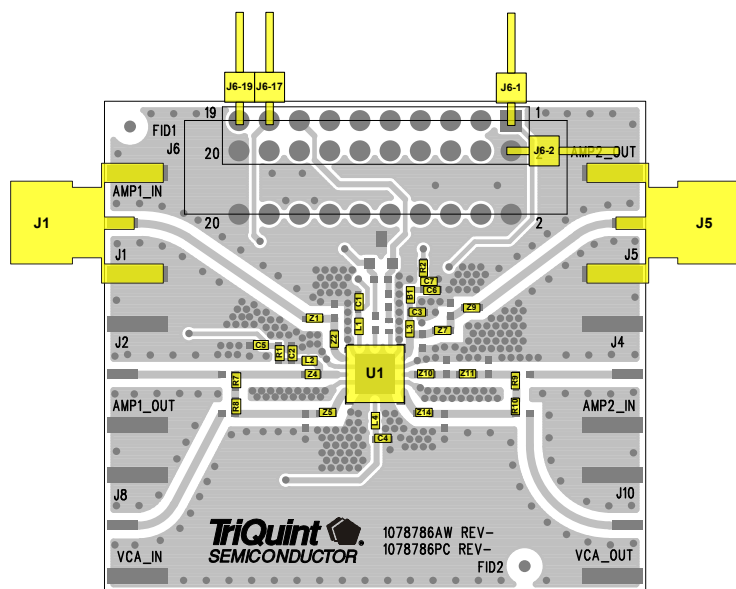 J6-19 J6-17 J6-1
19 1
FID1
J6
20 J6-2 2 AMP2_OUT
AMP1_IN
J1 J5
20 2
J1 J5
R2
C7
C6
C1 B1
Z1 C3 Z9
L1 L3 Z7
J2 Z2 J4
C5 R1 C2
L2
R7 Z4 U1 Z10 Z11 R9
AMP1_OUT R8 Z5 Z14 R10 AMP2_IN
L4
C4
J8 J10
TriQuint
SEMICONDUCTOR
1078786AW REV-
1078786PC REV-
VCA_IN FID2 VCA_OUT